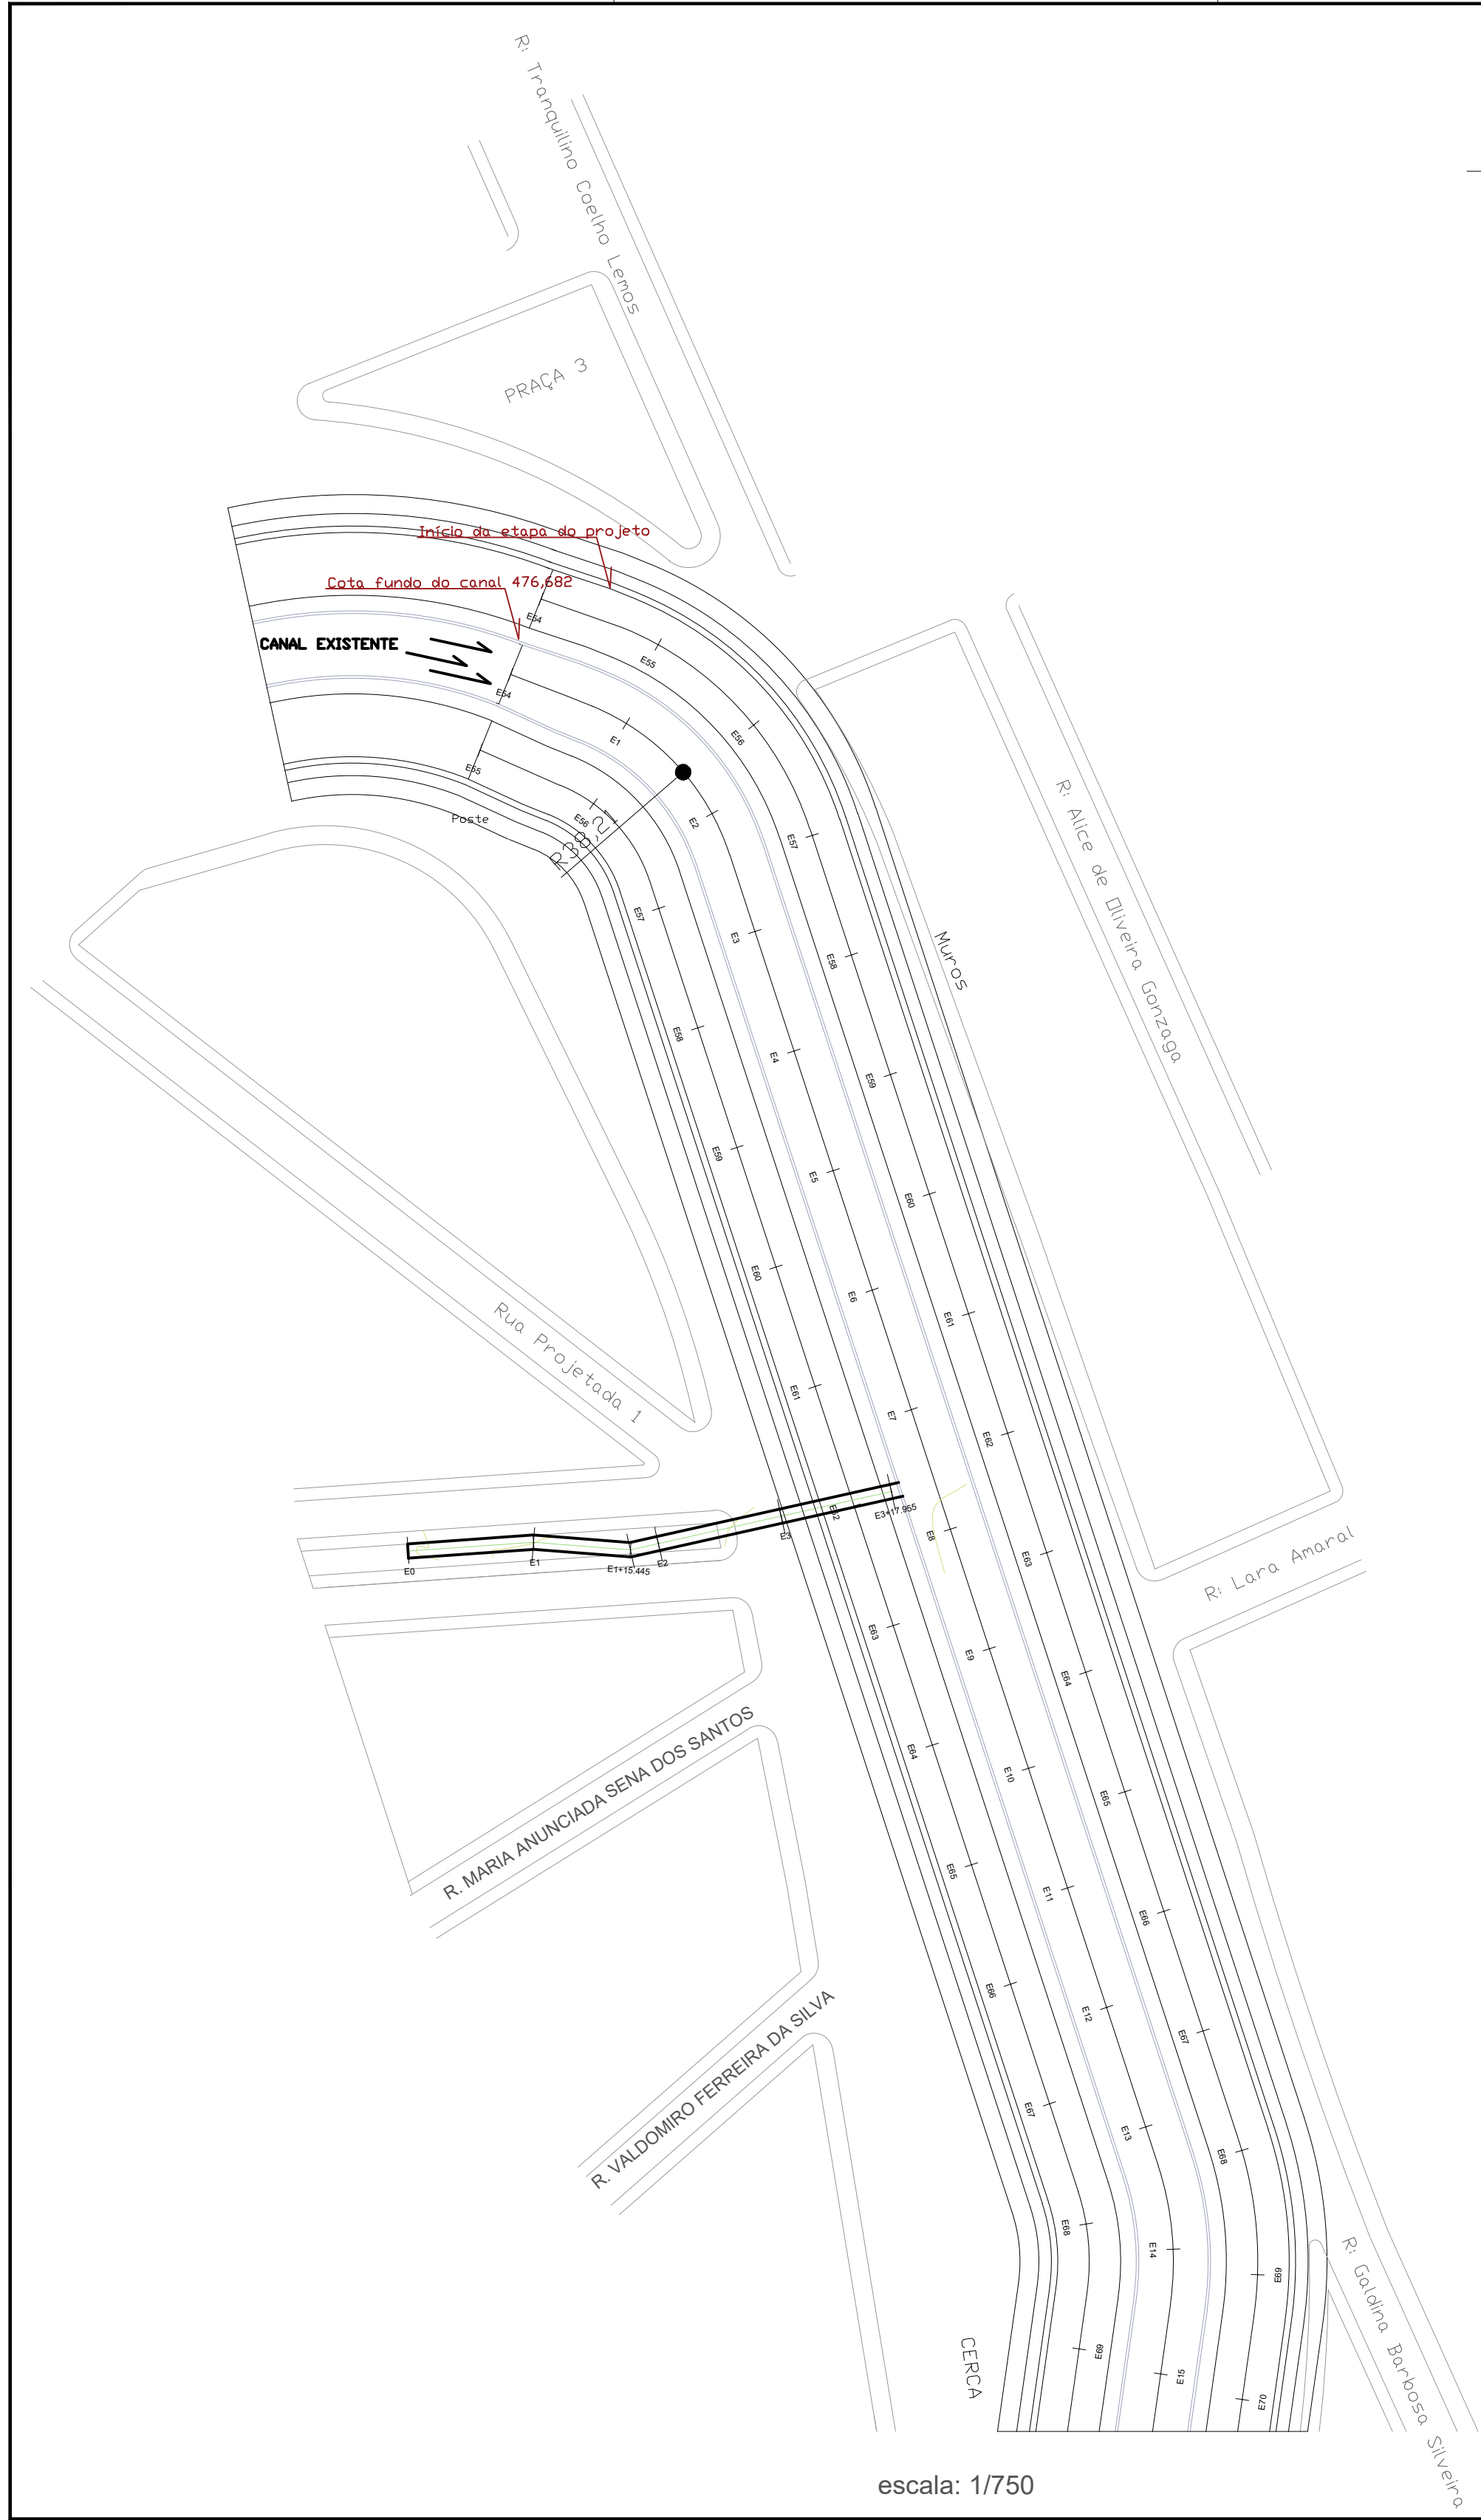 R: Tranquilino Coelho Lemos
PRAÇA 3
Início da etapa do projeto
Cota fundo do canal 476,682
CANAL EXISTENTE
E54
E55
E54
E1
E56
E55
E56
Poste
R38,21
E2
E57
E57
E3
E58
Muros
R: Alice de Oliveira Gonzaga
E58
E4
E59
E59
E5
E60
E60
E6
E61
Rua Projetada 1
E61
E7
E62
E62
E3+17.955
E8
E63
E0
E1
E1+15.445
E2
E3
R: Lara Amaral
E63
E9
E64
R. MARIA ANUNCIADA SENA DOS SANTOS
E64
E10
E65
E65
E11
E66
E66
E12
E67
R. VALDOMIRO FERREIRA DA SILVA
E67
E13
E68
E68
E14
E69
R: Galdina Barbosa Silveira
CERCA
E69
E15
E70
escala: 1/750